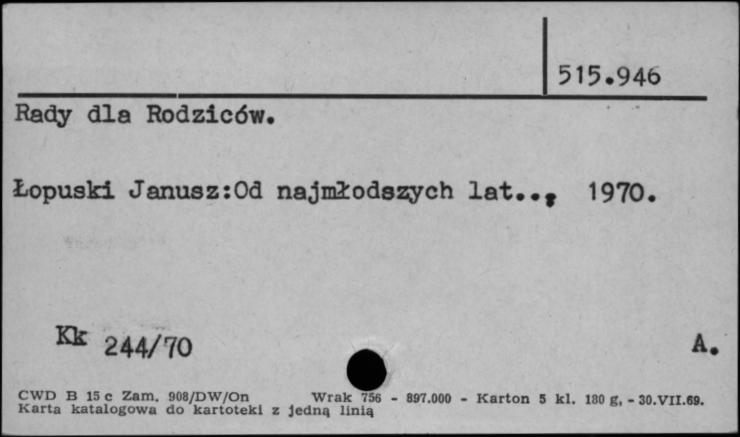 515.946
Rady dla Rodziców.
Łopuski Janusz:Od najmłodszych lat..., 1970.
Kk 244/70
A.
CWD B 15 c Zam. 908/DW/On Wrak 756 - 897.000 - Karton 5 kl. 180 g, - 30.VII.69.
Karta katalogowa do kartoteki z jedną linią